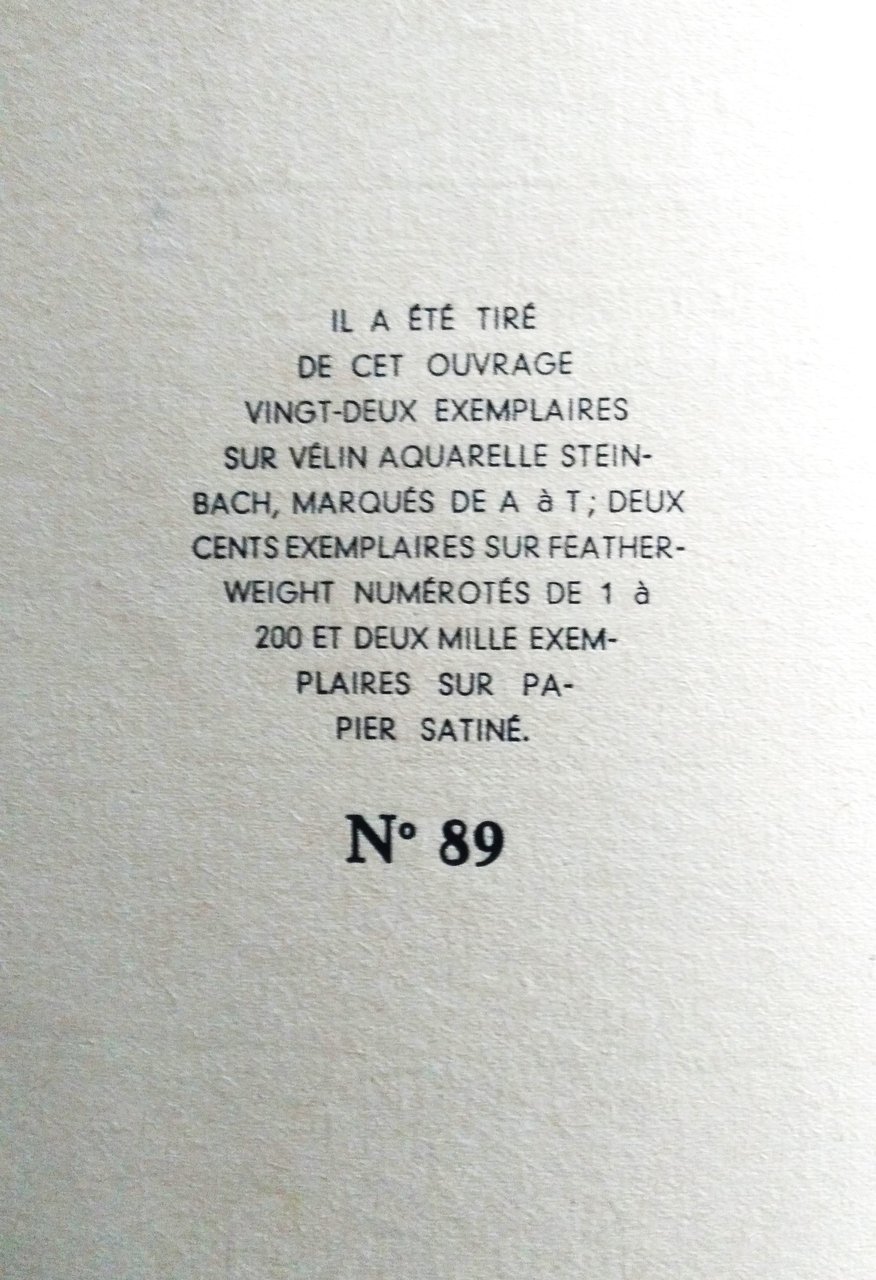 IL A ÉTÉ TIRÉ
DE CET OUVRAGE
VINGT-DEUX EXEMPLAIRES
SUR VÉLIN AQUARELLE STEIN-
BACH, MARQUÉS DE A à T; DEUX
CENTS EXEMPLAIRES SUR FEATHER-
WEIGHT NUMÉROTÉS DE 1 à
200 ET DEUX MILLE EXEM-
PLAIRES SUR PA-
PIER SATINÉ.
Nº 89